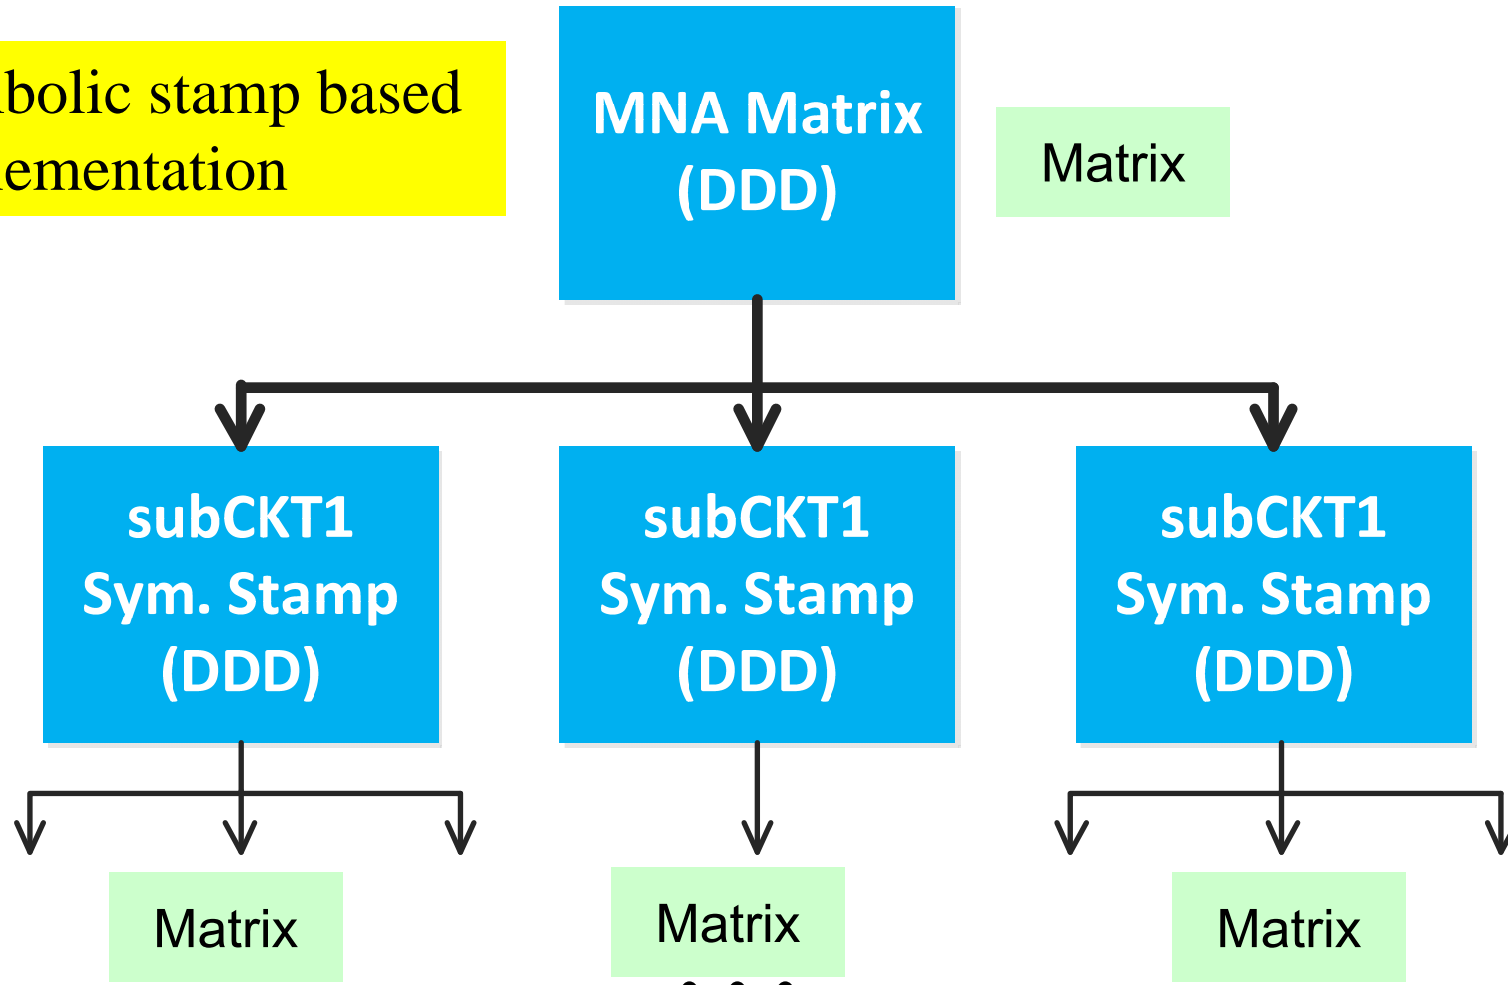 bolic stamp based
ementation
MNA Matrix
(DDD)
Matrix
subCKT1
Sym. Stamp
(DDD)
subCKT1
Sym. Stamp
(DDD)
subCKT1
Sym. Stamp
(DDD)
Matrix
Matrix
Matrix